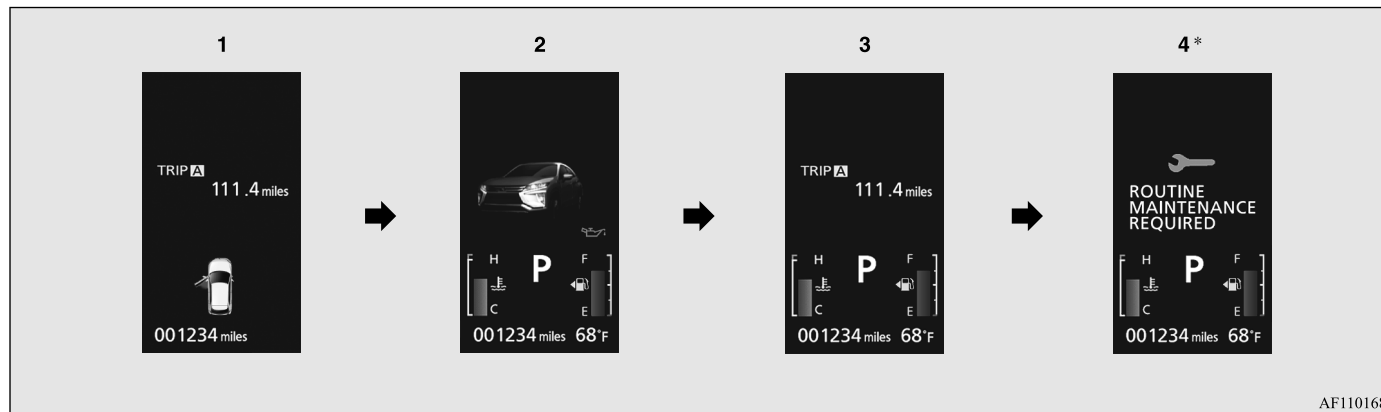 1
2
3
4*
TRIP A
111.4 miles
001234 miles
H
F
P
C
E
001234 miles 68°F
TRIP A
111.4 miles
H
F
P
C
E
001234 miles 68°F
ROUTINE
MAINTENANCE
REQUIRED
H
F
P
C
E
001234 miles 68°F
AF110168